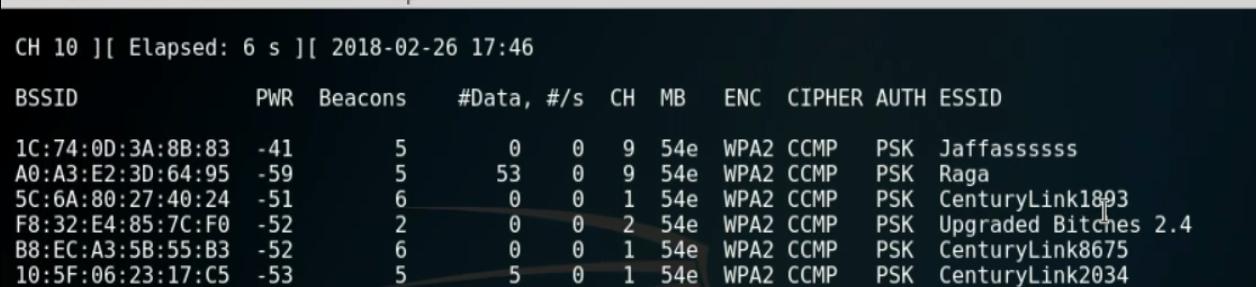 CH 10 ][ Elapsed: 6 s ][ 2018-02-26 17:46
BSSID PWR Beacons #Data, #/s CH MB ENC CIPHER AUTH ESSID
1C:74:0D:3A:8B:83 -41 5 0 0 9 54e WPA2 CCMP PSK Jaffassssss
A0:A3:E2:3D:64:95 -59 5 53 0 9 54e WPA2 CCMP PSK Raga
5C:6A:80:27:40:24 -51 6 0 0 1 54e WPA2 CCMP PSK CenturyLink1893
F8:32:E4:85:7C:F0 -52 2 0 0 2 54e WPA2 CCMP PSK Upgraded Bitches 2.4
B8:EC:A3:5B:55:B3 -52 6 0 0 1 54e WPA2 CCMP PSK CenturyLink8675
10:5F:06:23:17:C5 -53 5 5 0 1 54e WPA2 CCMP PSK CenturyLink2034